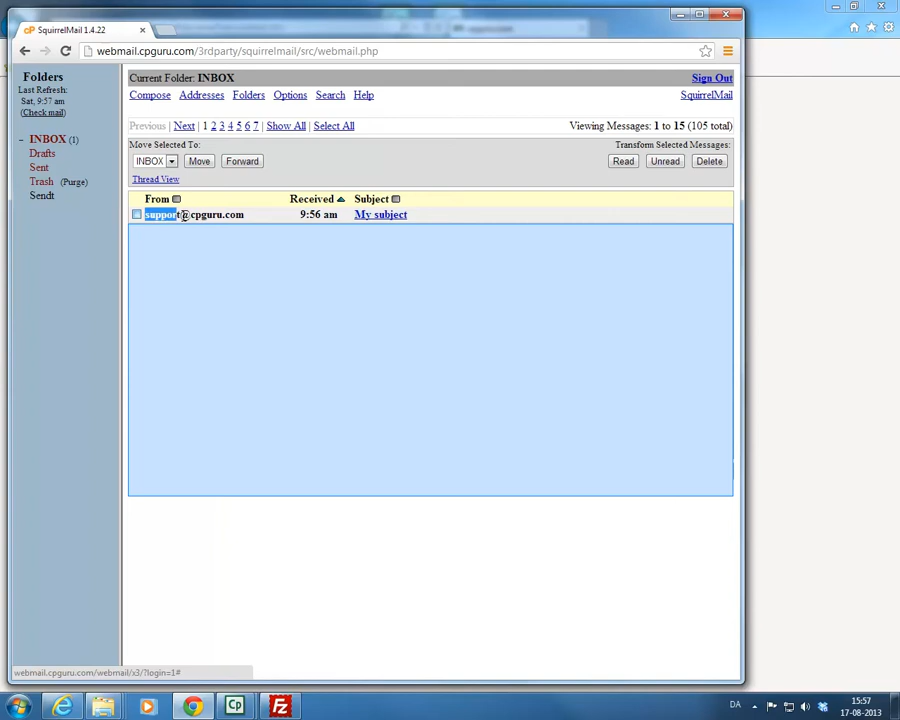 cP SquirrelMail 1.4.22
webmail.cpguru.com/3rdparty/squirrelmail/src/webmail.php
Folders
Last Refresh:
Sat, 9:57 am
(Check mail)
– INBOX (1)
Drafts
Sent
Trash (Purge)
Sendt
Current Folder: INBOX Sign Out
Compose Addresses Folders Options Search Help SquirrelMail
Previous | Next | 1 2 3 4 5 6 7 | Show All | Select All Viewing Messages: 1 to 15 (105 total)
Move Selected To: Transform Selected Messages:
INBOX Move Forward Read Unread Delete
Thread View
From Received Subject
support@cpguru.com 9:56 am My subject
webmail.cpguru.com/webmail/x3/?login=1#
Cp Fz DA 15:57
17-08-2013